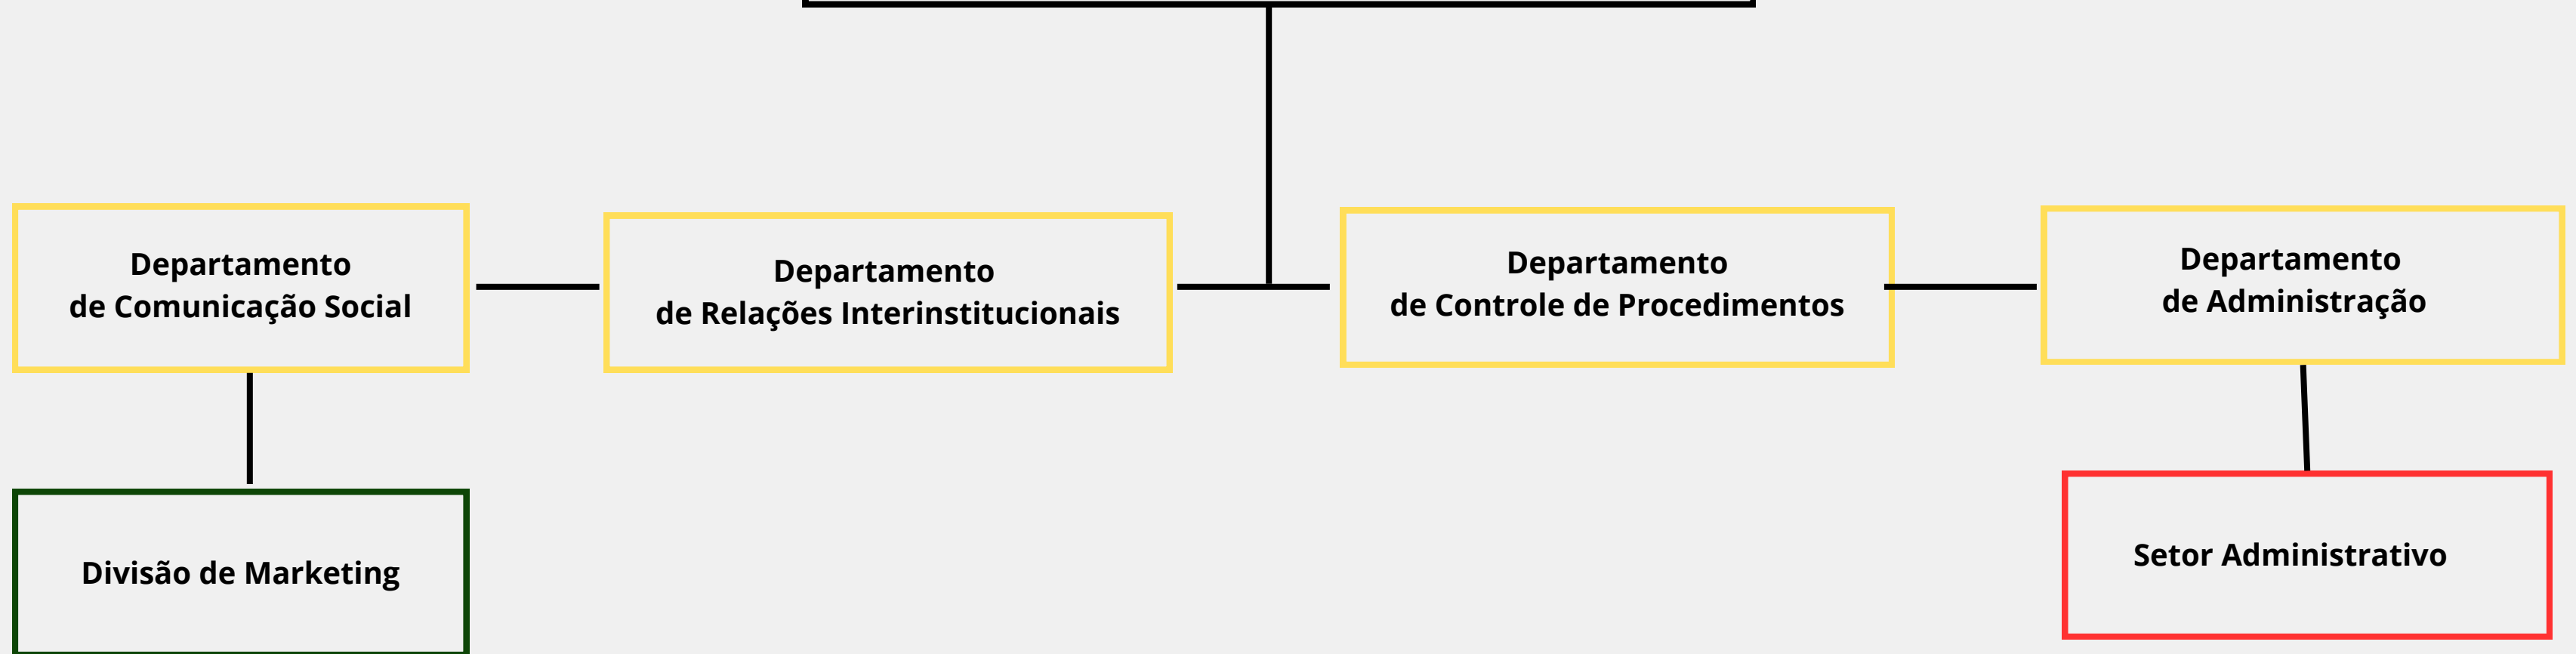 Departamento
de Comunicação Social
Departamento
de Relações Interinstitucionais
Departamento
de Controle de Procedimentos
Departamento
de Administração
Divisão de Marketing
Setor Administrativo